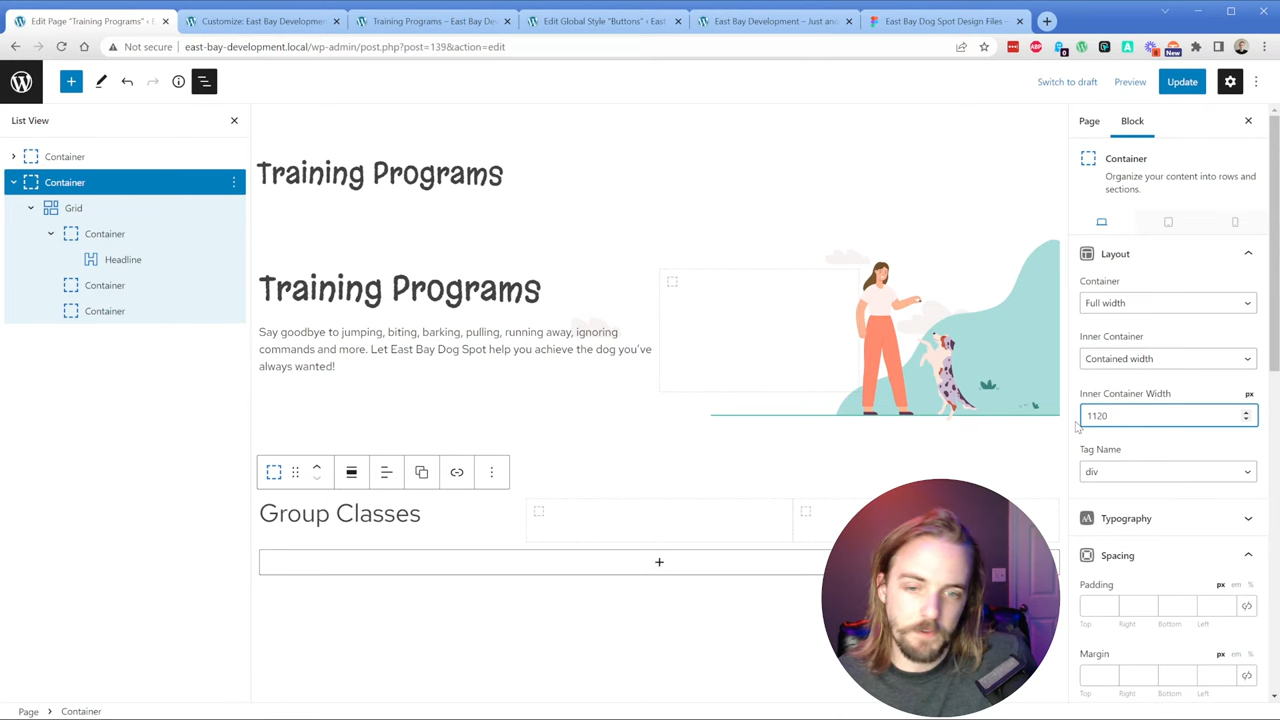 Edit Page “Training Programs” ‹ E
Customize: East Bay Development
Training Programs – East Bay Dev
Edit Global Style “Buttons” ‹ East
East Bay Development – Just ano
East Bay Dog Spot Design Files –
Not secure
east-bay-development.local/wp-admin/post.php?post=139&action=edit
New
Switch to draft
Preview
Update
List View
Container
Container
Grid
Container
Headline
Container
Container
Training Programs
Training Programs
Say goodbye to jumping, biting, barking, pulling, running away, ignoring
commands and more. Let East Bay Dog Spot help you achieve the dog you’ve
always wanted!
Group Classes
Page
Block
Container
Organize your content into rows and
sections.
Layout
Container
Full width
Inner Container
Contained width
Inner Container Width
px
1120
Tag Name
div
Typography
Spacing
Padding
px em %
Top Right Bottom Left
Margin
px em %
Top Right Bottom Left
Page
Container